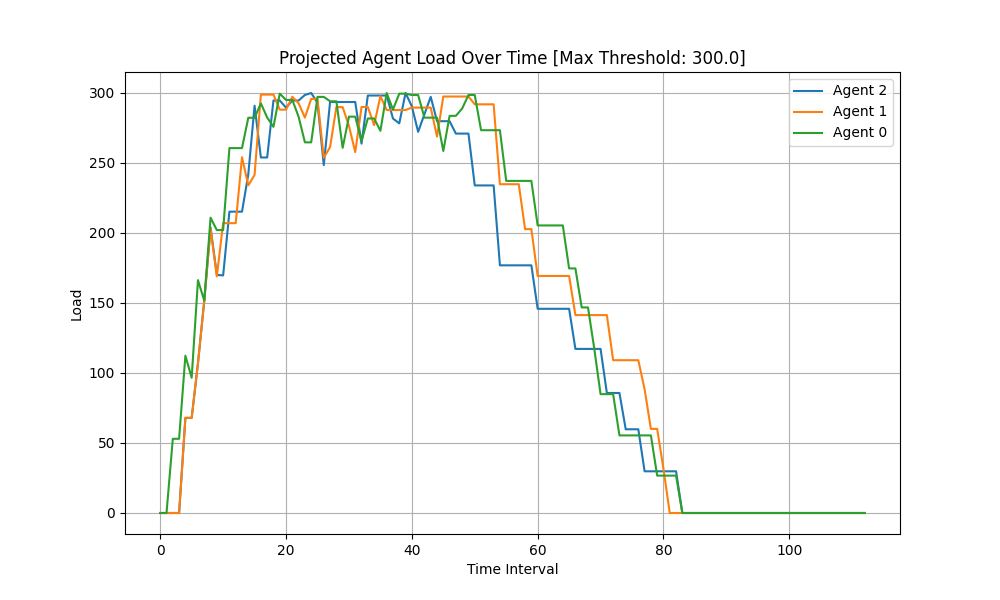 Projected Agent Load Over Time [Max Threshold: 300.0]
Agent 2
Agent 1
Agent 0
Load
300
250
200
150
100
50
0
0 20 40 60 80 100
Time Interval